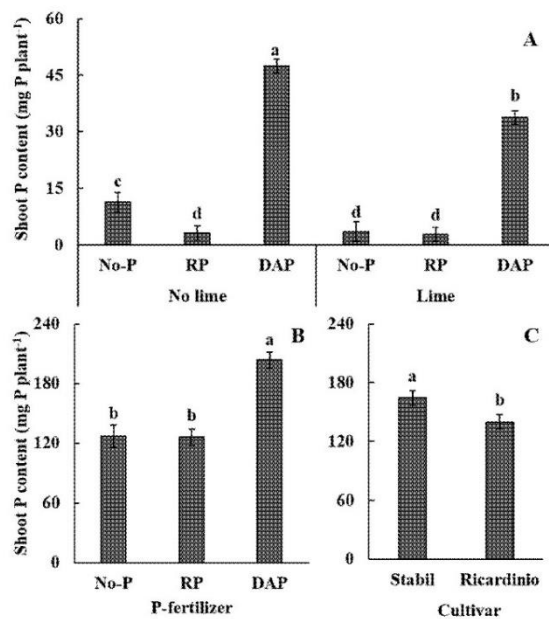 Shoot P content (mg P plant⁻¹)
60
45
30
15
0
A
c
d
a
d
d
b
No-P RP DAP No-P RP DAP
No lime Lime
Shoot P content (mg P plant⁻¹)
240
180
120
60
0
B
b
b
a
No-P RP DAP
P-fertilizer
240
180
120
60
0
C
a
b
Stabil Ricardinio
Cultivar